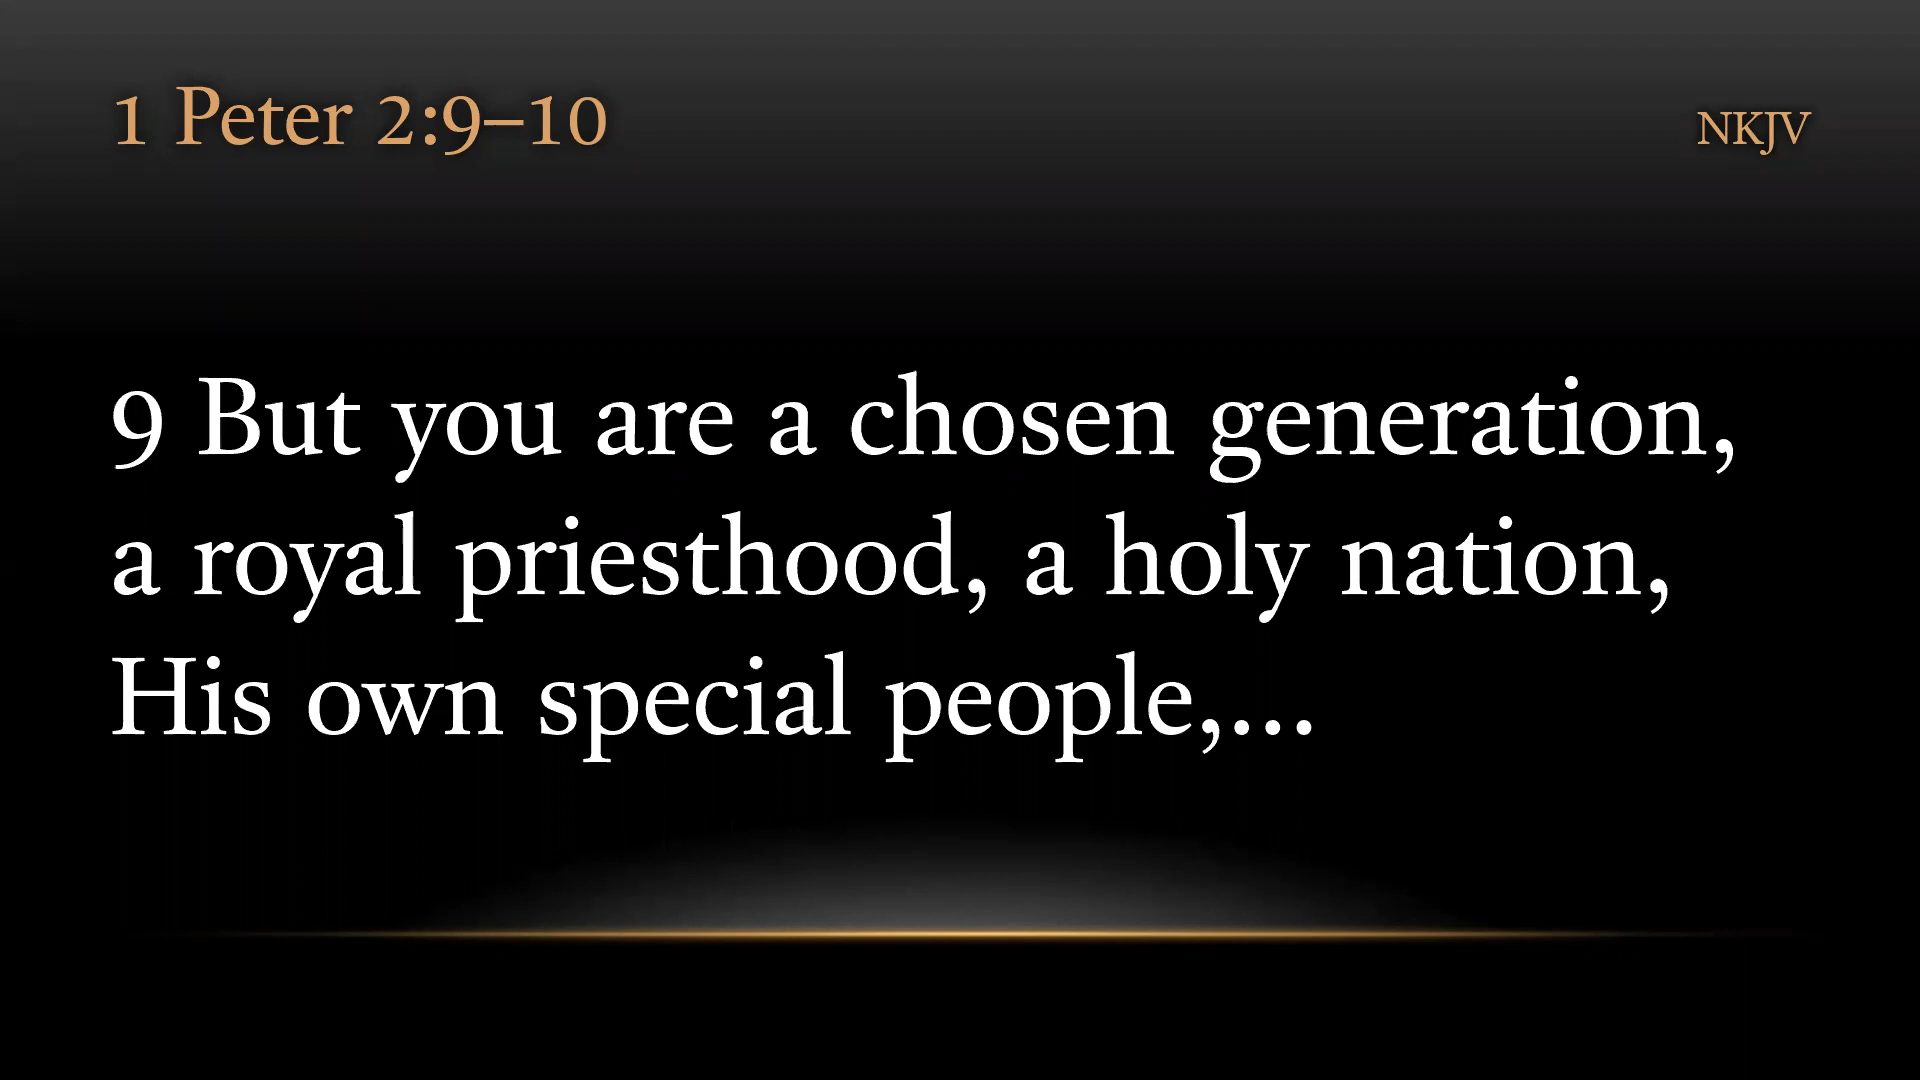 1 Peter 2:9–10
NKJV
9 But you are a chosen generation,
a royal priesthood, a holy nation,
His own special people,...